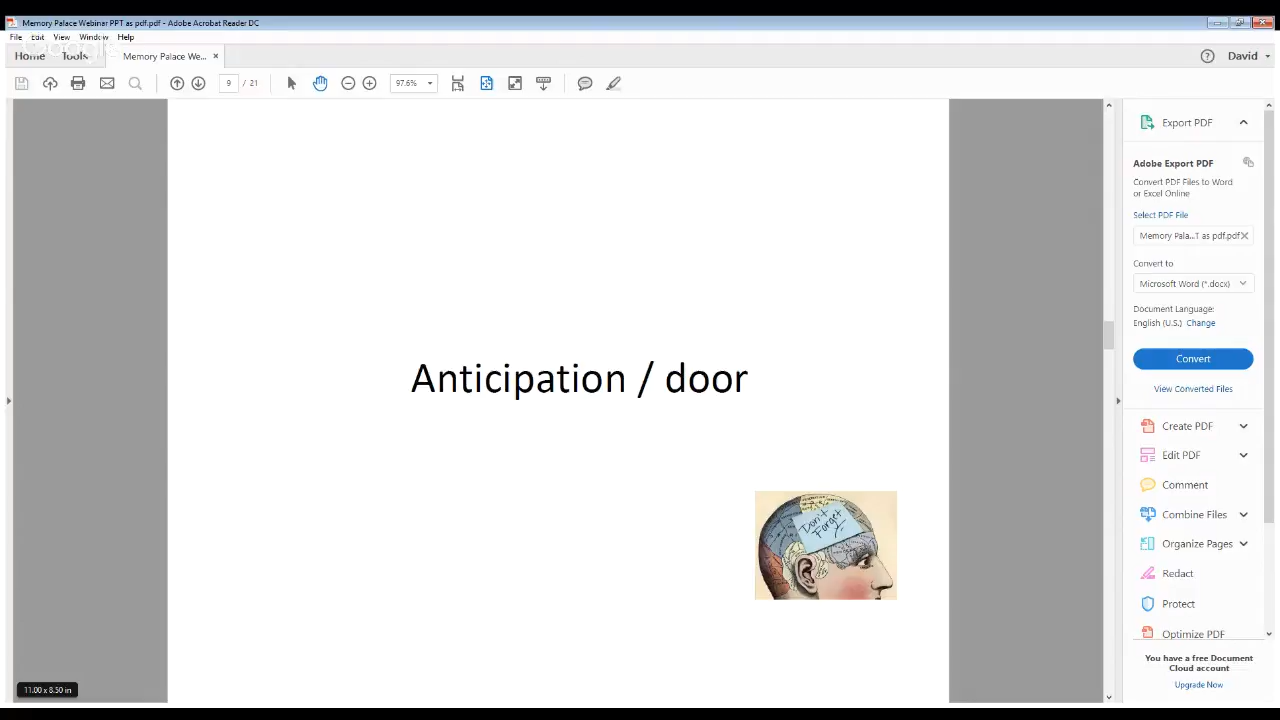 Memory Palace Webinar PPT as pdf.pdf - Adobe Acrobat Reader DC
File Edit View Window Help
Home Tools Memory Palace We... ×
David
9 / 21 97.6%
Export PDF
Adobe Export PDF
Convert PDF Files to Word
or Excel Online
Select PDF File
Memory Pala...T as pdf.pdf
Convert to
Microsoft Word (*.docx)
Document Language:
English (U.S.) Change
Convert
View Converted Files
Anticipation / door
Create PDF
Edit PDF
Comment
Combine Files
Organize Pages
Redact
Protect
Optimize PDF
Don't
Forget
You have a free Document
Cloud account
Upgrade Now
11.00 x 8.50 in